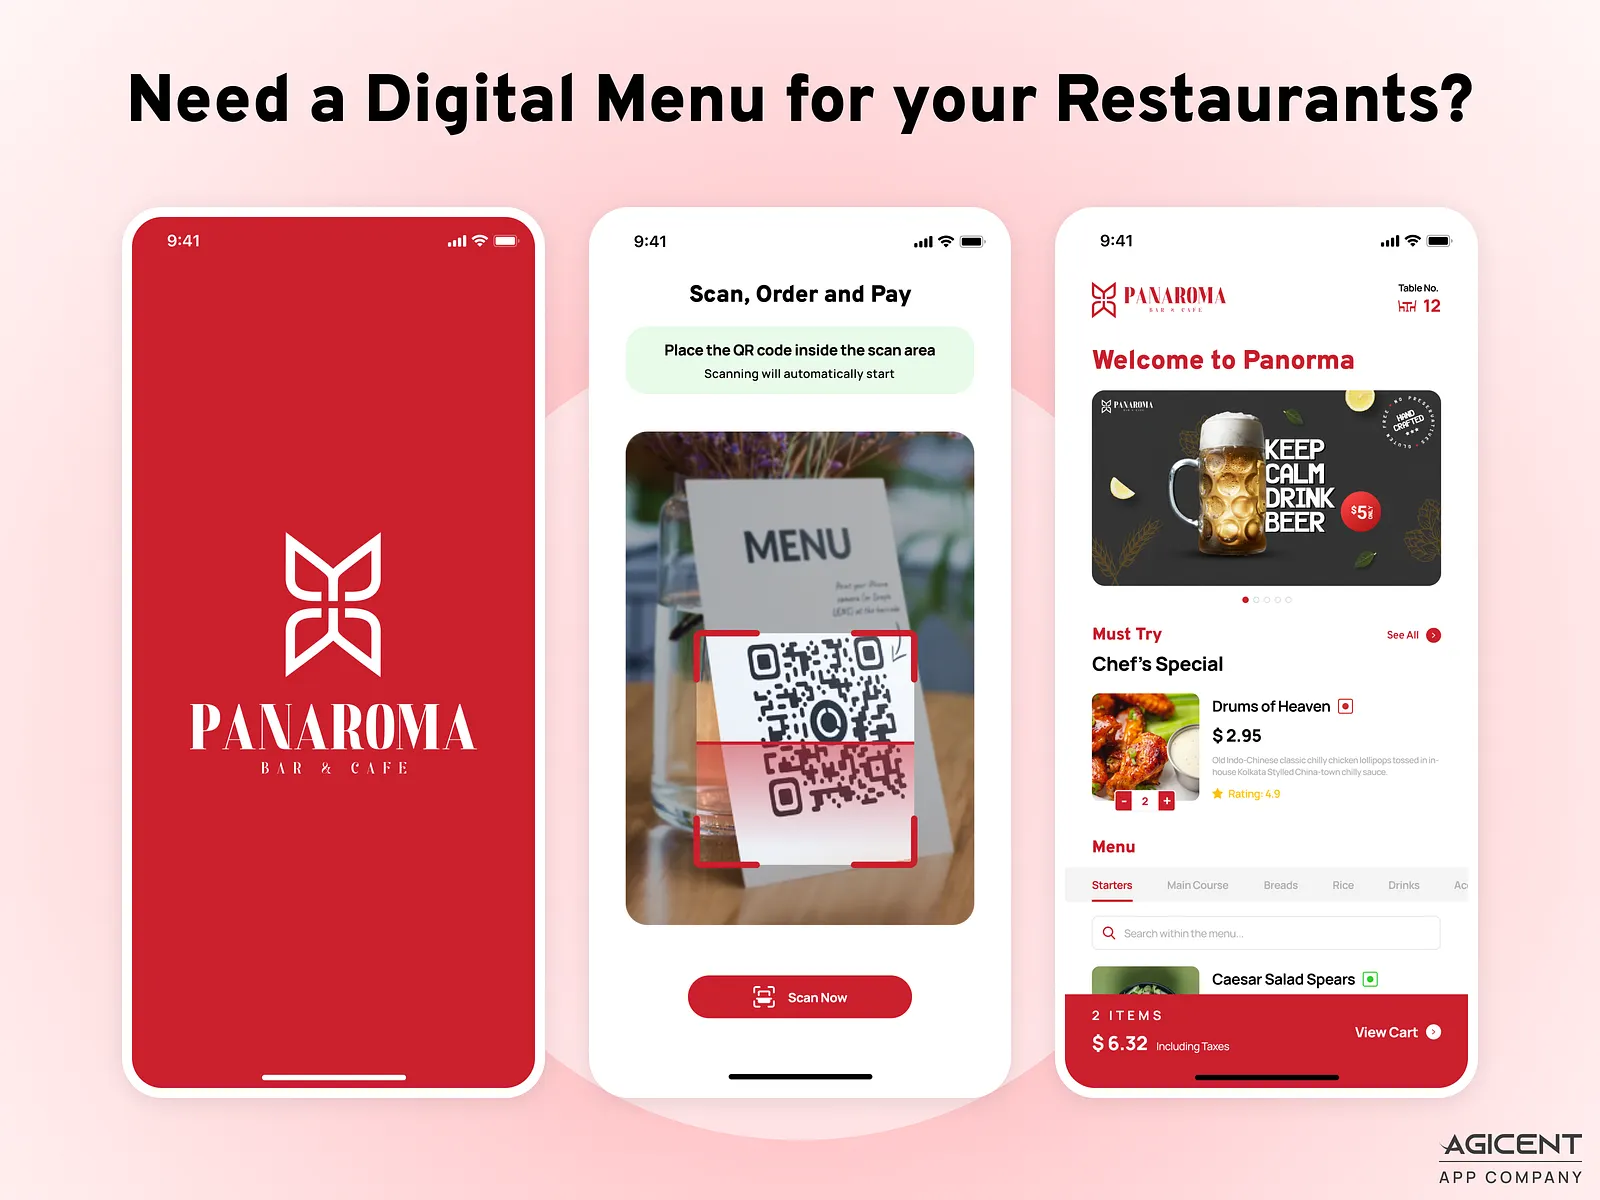 Need a Digital Menu for your Restaurants?
9:41
PANAROMA
BAR & CAFE
9:41
Scan, Order and Pay
Place the QR code inside the scan area
Scanning will automatically start
MENU
Scan Now
9:41
PANAROMA
BAR & CAFE
Table No.
12
Welcome to Panorma
PANAROMA
HAND
CRAFTED
NO PRESERVATIVES
GLUTEN FREE
KEEP
CALM
DRINK
BEER
$5
Must Try
See All
Chef's Special
Drums of Heaven
$ 2.95
Old Indo-Chinese classic chilly chicken lollipops tossed in in-
house Kolkata Stylled China-town chilly sauce.
Rating: 4.9
- 2 +
Menu
Starters Main Course Breads Rice Drinks Ac
Search within the menu...
Caesar Salad Spears
2 ITEMS
$ 6.32 Including Taxes
View Cart
AGICENT
APP COMPANY